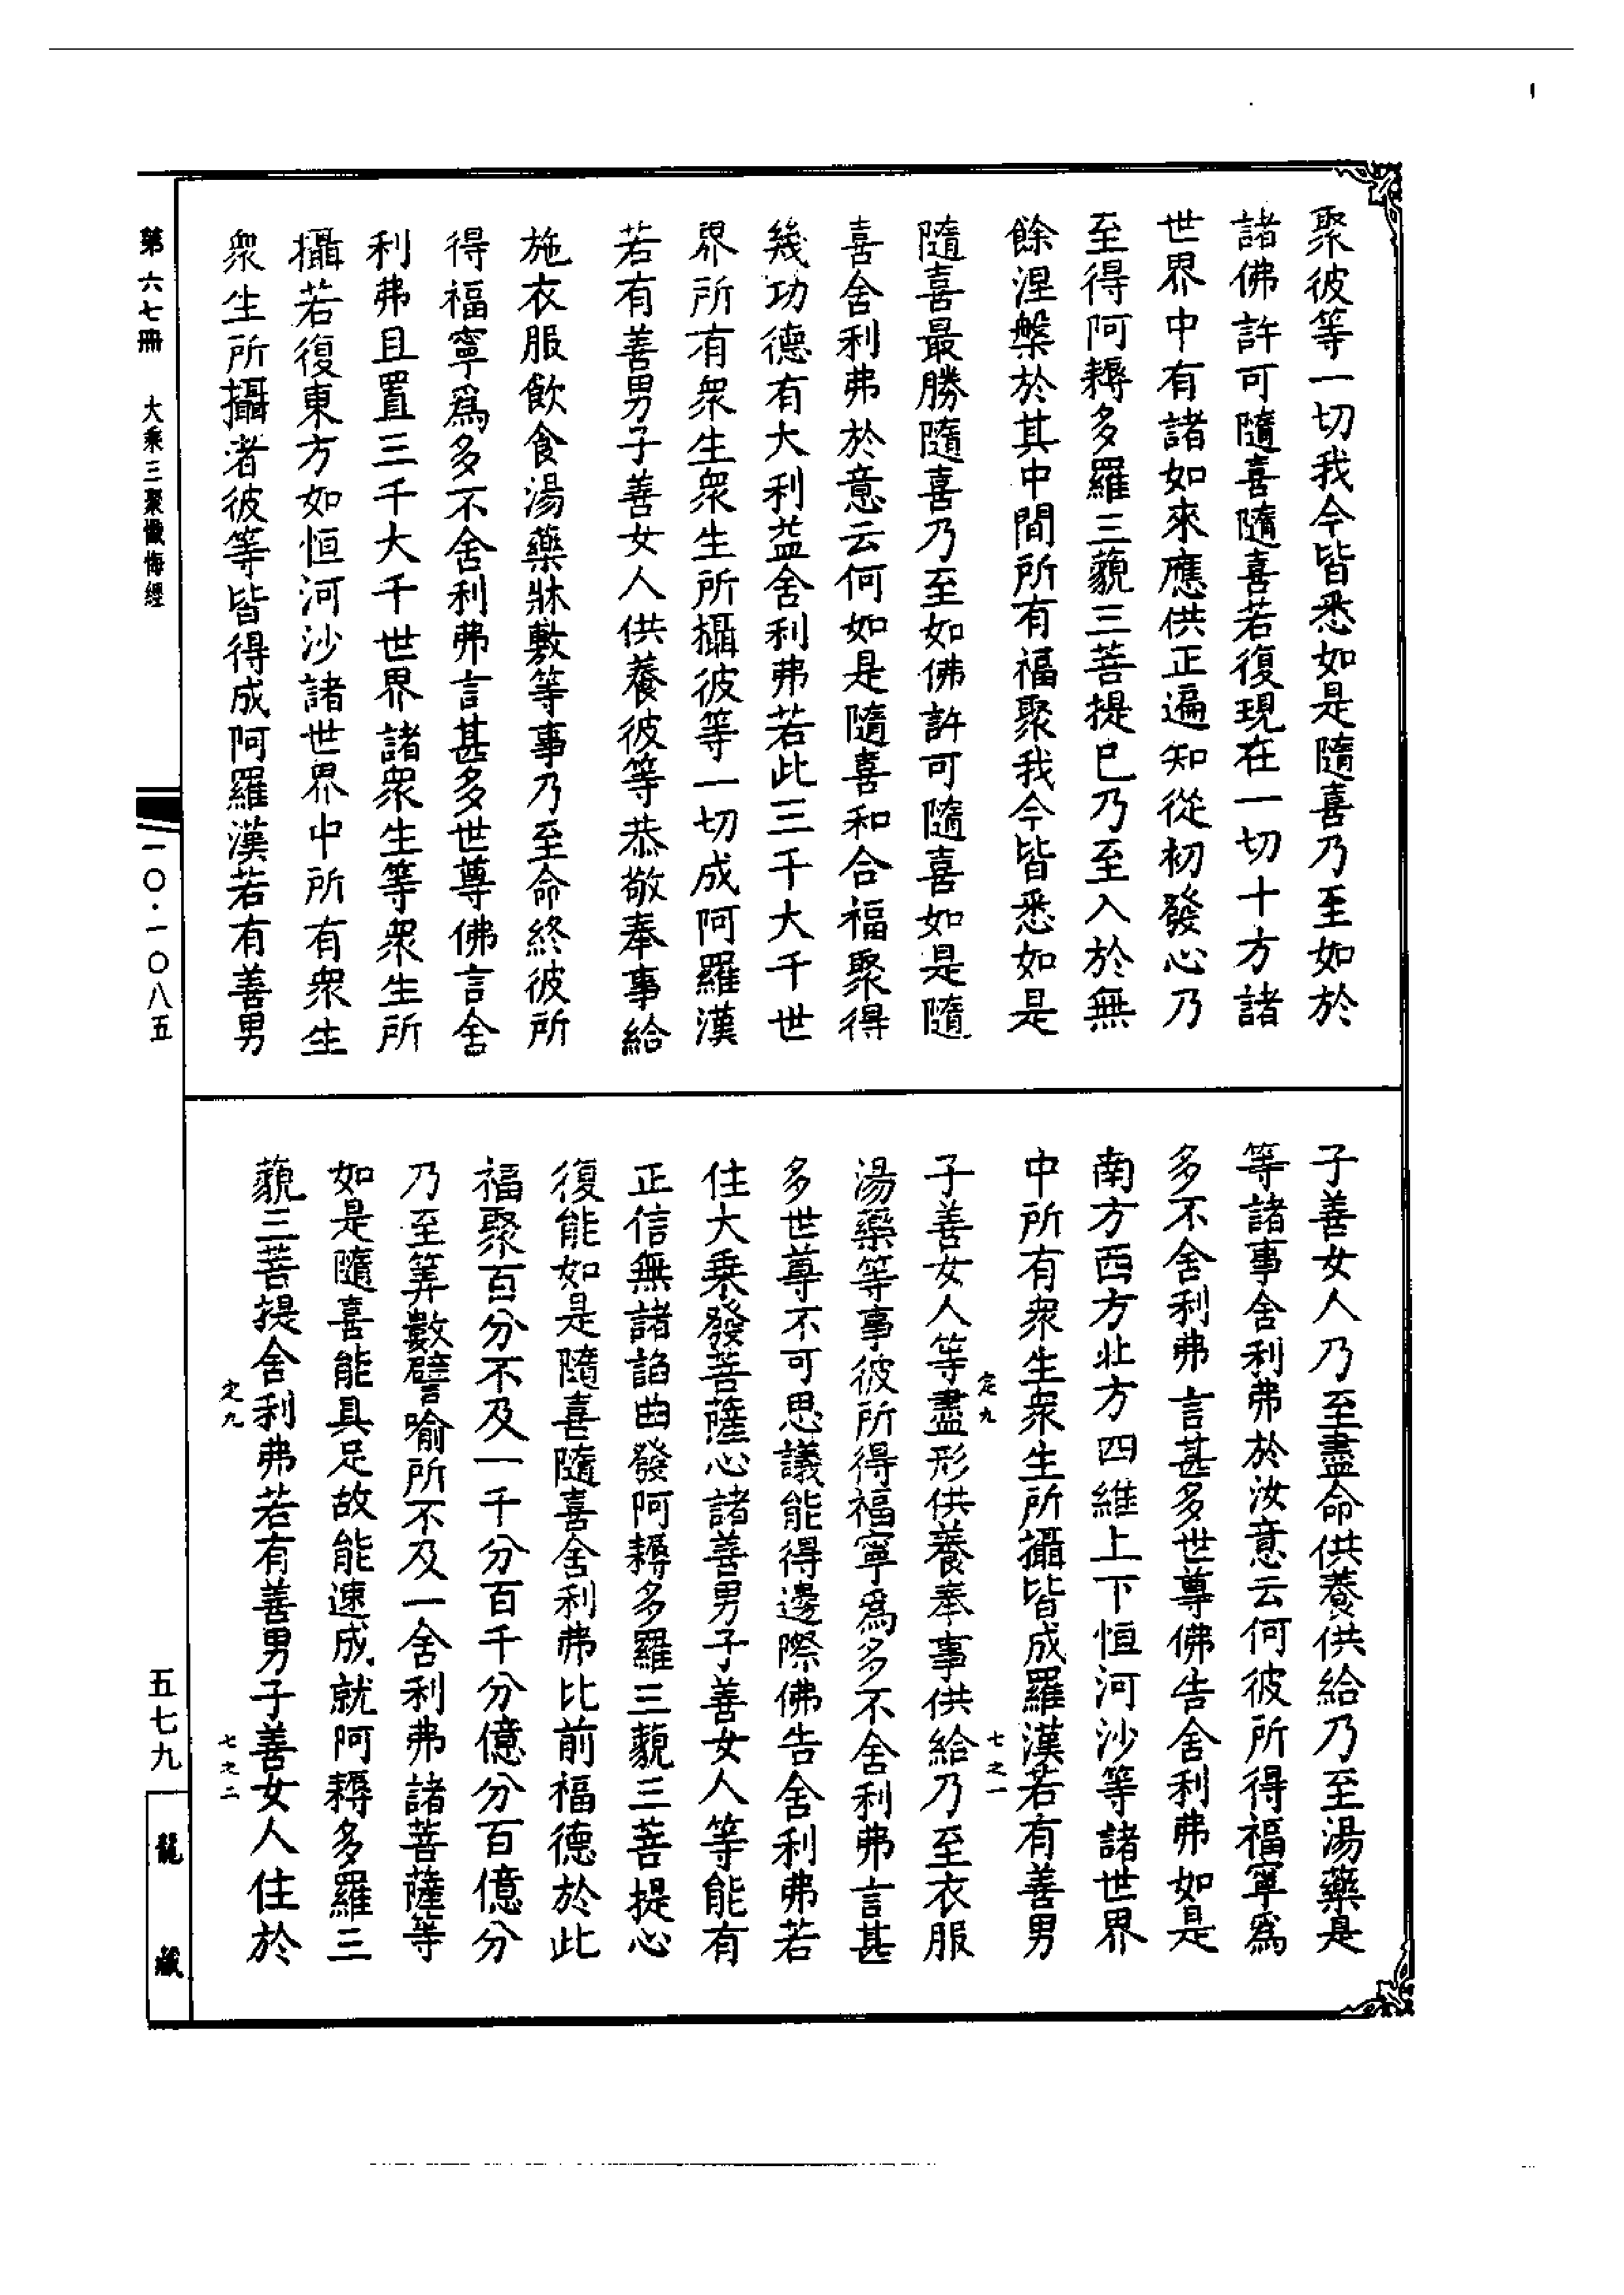 聚彼等一切我今皆悉如是隨喜乃至如於
諸佛許可隨喜隨喜若復現在一切十方諸
世界中有諸如來應供正遍知從初發心乃
至得阿耨多羅三藐三菩提已乃至入於無
餘涅槃於其中間所有福聚我今皆悉如是
隨喜最勝隨喜乃至如佛許可隨喜如是隨
喜舍利弗於意云何如是隨喜和合福聚得
幾功德有大利益舍利弗若此三千大千世
界所有衆生衆生所攝彼等一切成阿羅漢
若有善男子善女人供養彼等恭敬奉事給
施衣服飲食湯藥牀敷等事乃至命終彼所
得福寧爲多不舍利弗言甚多世尊佛言舍
利弗且置三千大千世界諸衆生等衆生所
攝若復東方如恒河沙諸世界中所有衆生
衆生所攝者彼等皆得成阿羅漢若有善男
子善女人乃至盡命供養供給乃至湯藥是
等諸事舍利弗於汝意云何彼所得福寧爲
多不舍利弗言甚多世尊佛告舍利弗如是
南方西方北方四維上下恒河沙等諸世界
中所有衆生衆生所攝皆成羅漢若有善男
定九 七之一
子善女人等盡形供養奉事供給乃至衣服
湯藥等事彼所得福寧爲多不舍利弗言甚
多世尊不可思議能得邊際佛告舍利弗若
住大乘發菩薩心諸善男子善女人等能有
正信無諸諂曲發阿耨多羅三藐三菩提心
復能如是隨喜隨喜舍利弗比前福德於此
福聚百分不及一千分百千分億分百億分
乃至筭數譬喻所不及一舍利弗諸菩薩等
如是隨喜能具足故能速成就阿耨多羅三
藐三菩提舍利弗若有善男子善女人住於
定九 七之二
第六七冊 大乘三聚懺悔經
一〇·一〇八五
五七九
龍藏